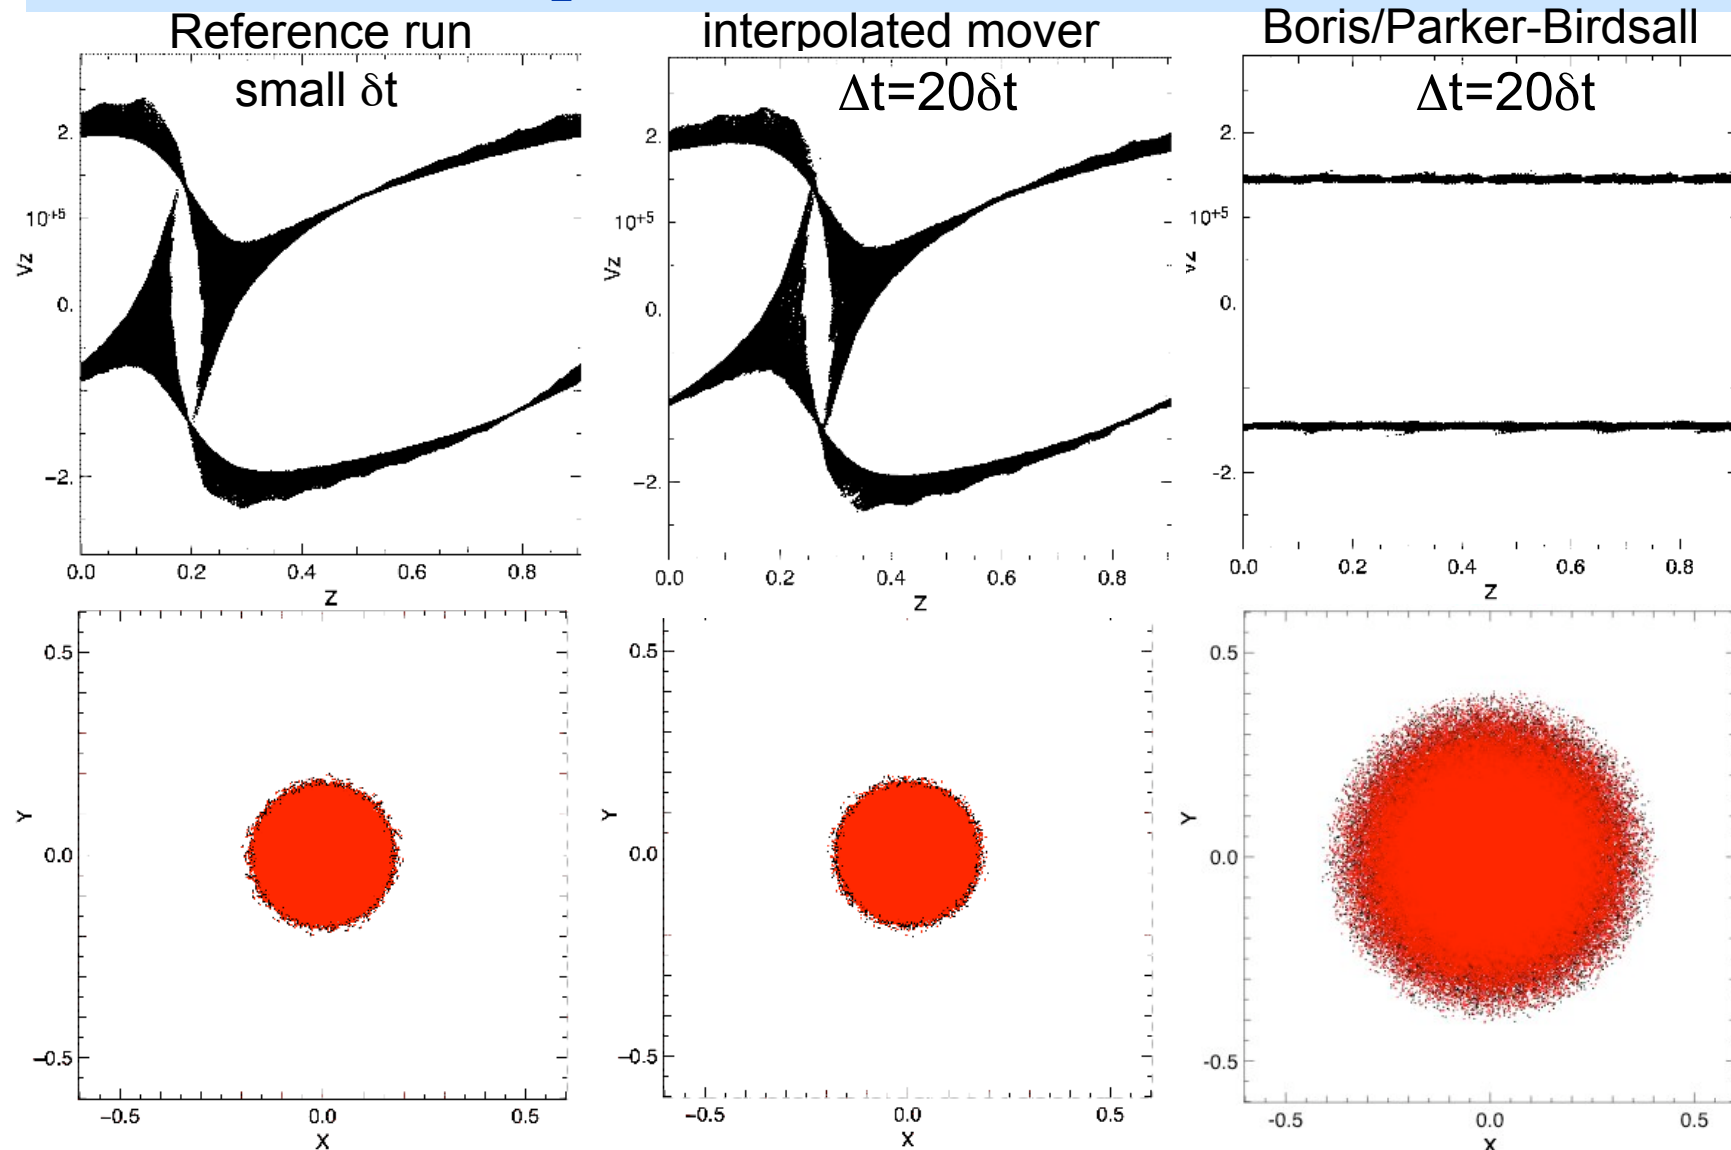 Reference run
small δt
2.
10+5
Vz
0.
−2.
0.0 0.2 0.4 0.6 0.8
Z
interpolated mover
Δt=20δt
2.
10+5
Vz
0.
−2.
0.0 0.2 0.4 0.6 0.8
Z
Boris/Parker-Birdsall
Δt=20δt
2.
10+5
Vz
0.
-2.
0.0 0.2 0.4 0.6 0.8
Z
0.5
Y
0.0
−0.5
−0.5 0.0 0.5
X
0.5
Y
0.0
−0.5
−0.5 0.0 0.5
X
0.5
Y
0.0
-0.5
-0.5 0.0 0.5
X